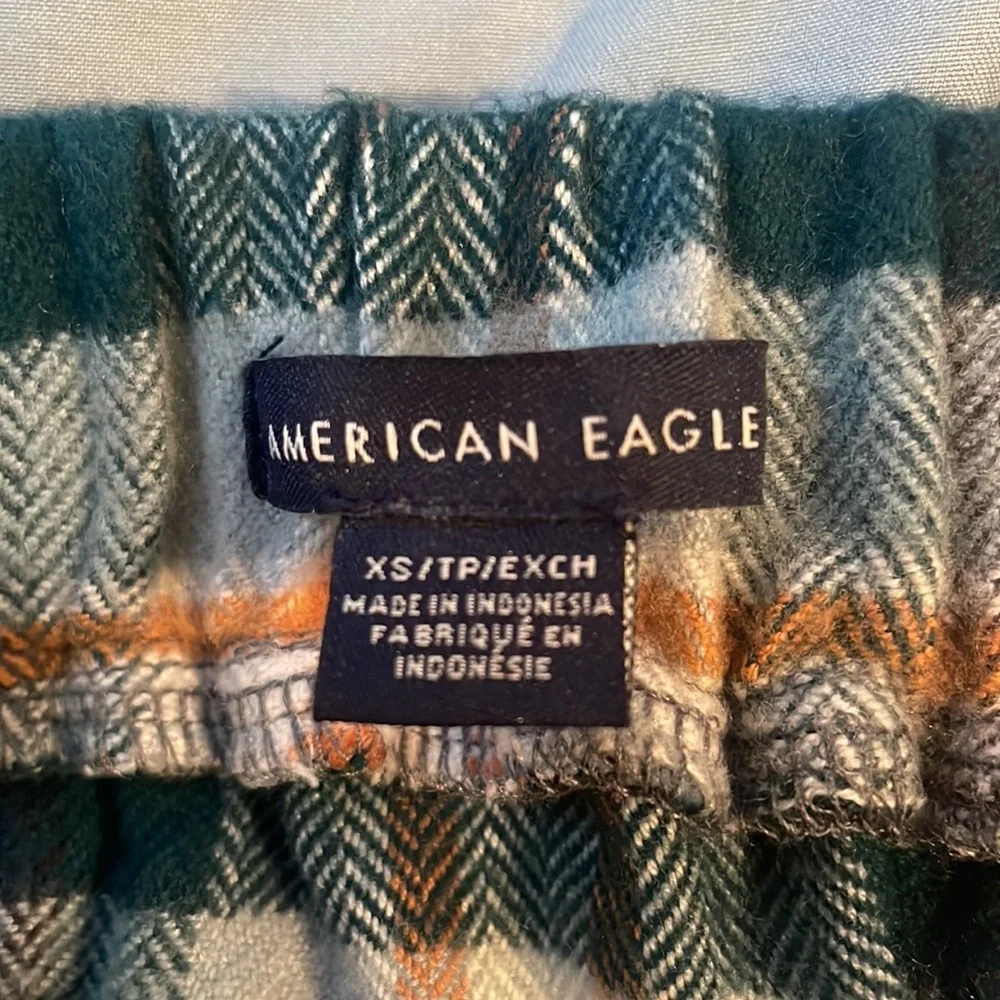 AMERICAN EAGLE
XS/TP/EXCH
MADE IN INDONESIA
FABRIQUÉ EN
INDONÉSIE